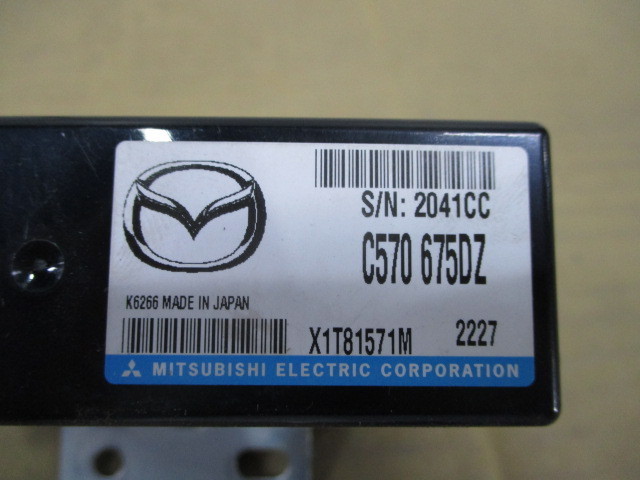 S/N: 2041CC
C570 675DZ
K6266 MADE IN JAPAN
X1T81571M 2227
MITSUBISHI ELECTRIC CORPORATION